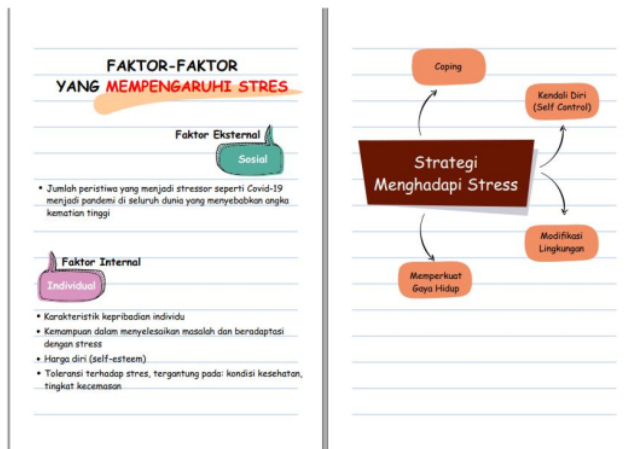 FAKTOR-FAKTOR
YANG MEMPENGARUHI STRES
Faktor Eksternal
Sosial
• Jumlah peristiwa yang menjadi stressor seperti Covid-19
menjadi pandemi di seluruh dunia yang menyebabkan angka
kematian tinggi
Faktor Internal
Individual
• Karakteristik kepribadian individu
• Kemampuan dalam menyelesaikan masalah dan beradaptasi
dengan stress
• Harga diri (self-esteem)
• Toleransi terhadap stres, tergantung pada: kondisi kesehatan,
tingkat kecemasan
Coping
Kendali Diri
(Self Control)
Strategi
Menghadapi Stress
Modifikasi
Lingkungan
Memperkuat
Gaya Hidup